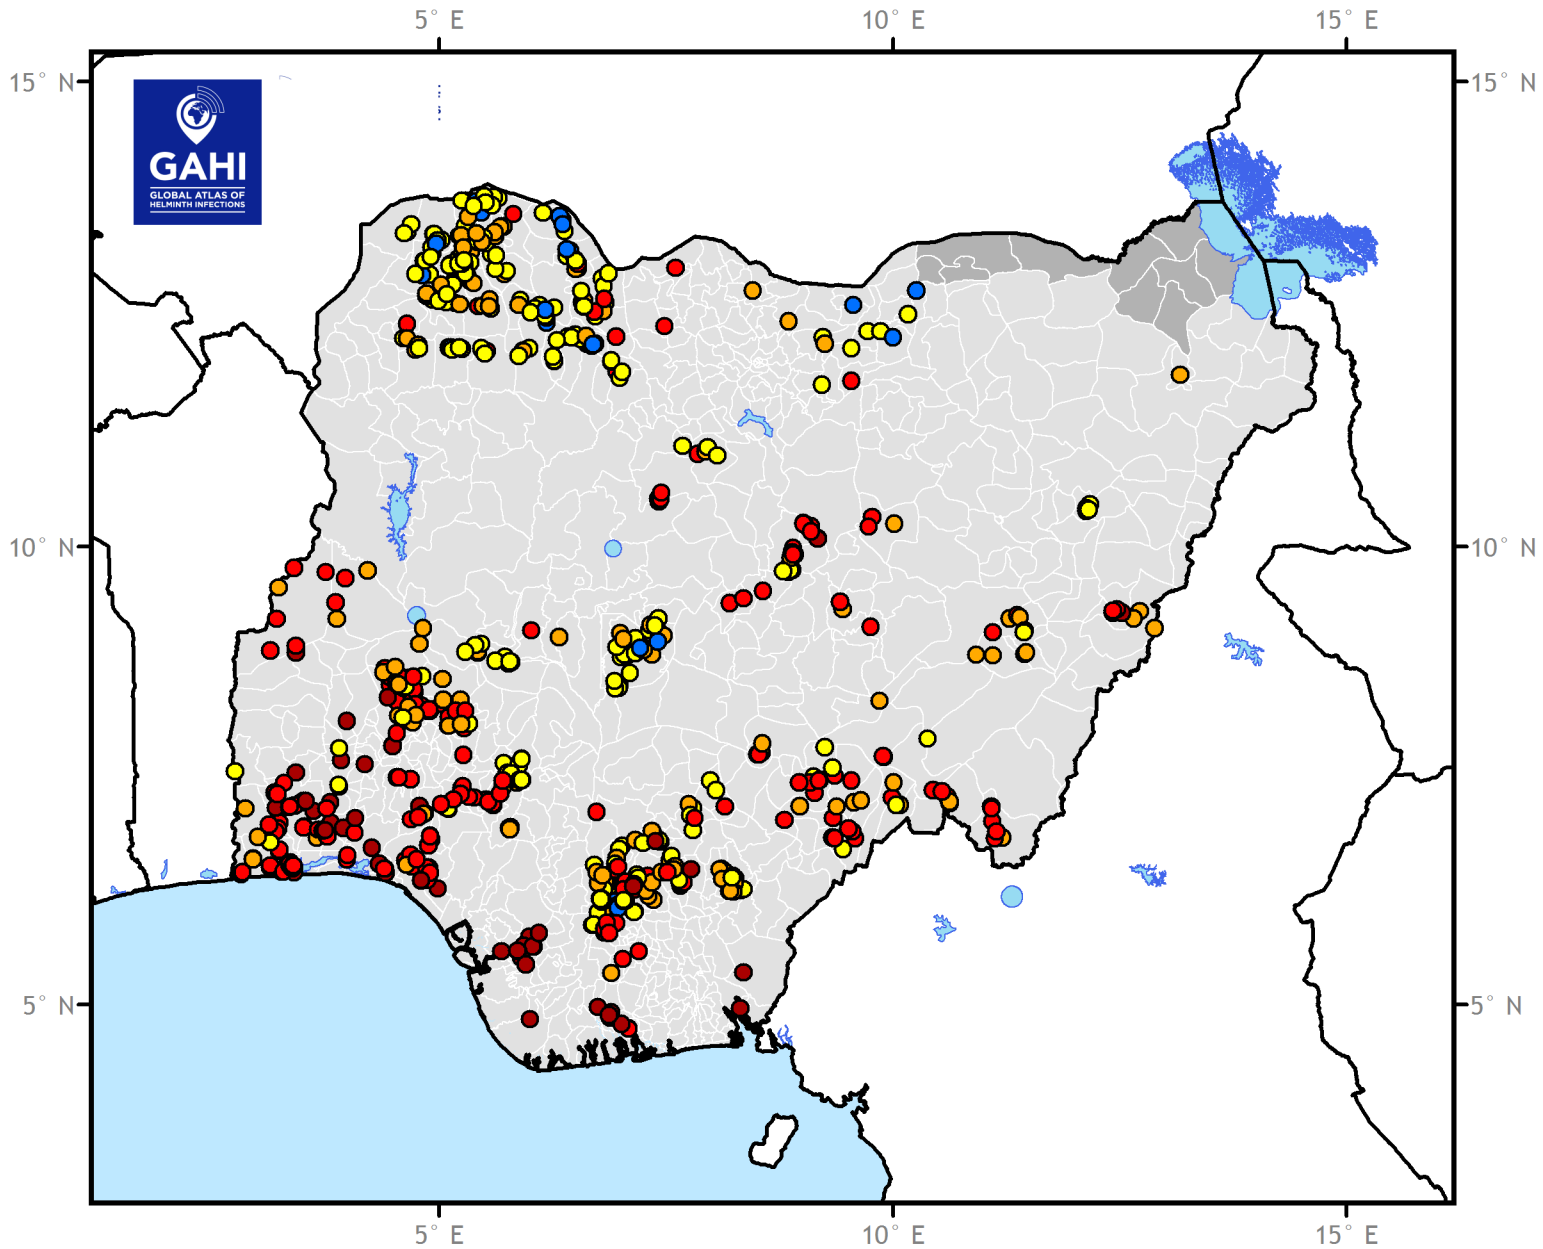 5° E 10° E 15° E
15° N 15° N
GAHI
GLOBAL ATLAS OF
HELMINTH INFECTIONS
10° N 10° N
5° N 5° N
5° E 10° E 15° E